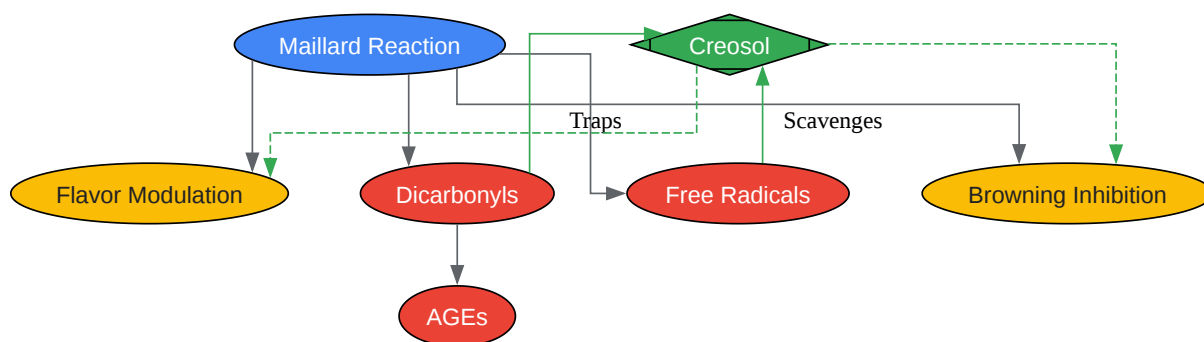 Maillard Reaction
Creosol
Traps
Scavenges
Flavor Modulation
Dicarbonyls
Free Radicals
Browning Inhibition
AGEs